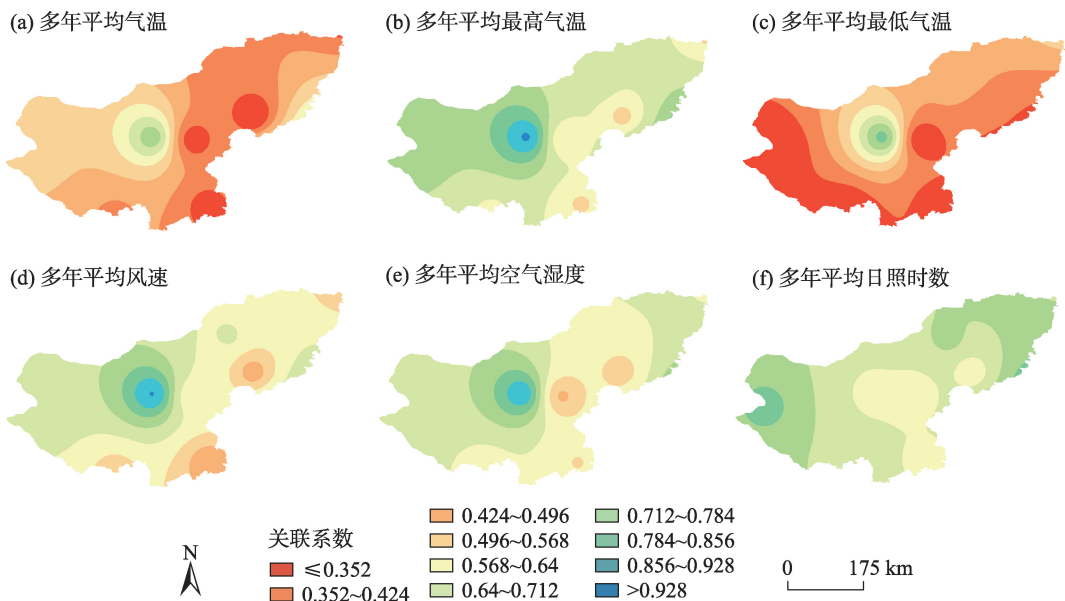 (a) 多年平均气温
(b) 多年平均最高气温
(c) 多年平均最低气温
(d) 多年平均风速
(e) 多年平均空气湿度
(f) 多年平均日照时数
N
关联系数
≤0.352
0.352~0.424
0.424~0.496
0.496~0.568
0.568~0.64
0.64~0.712
0.712~0.784
0.784~0.856
0.856~0.928
>0.928
0 175 km